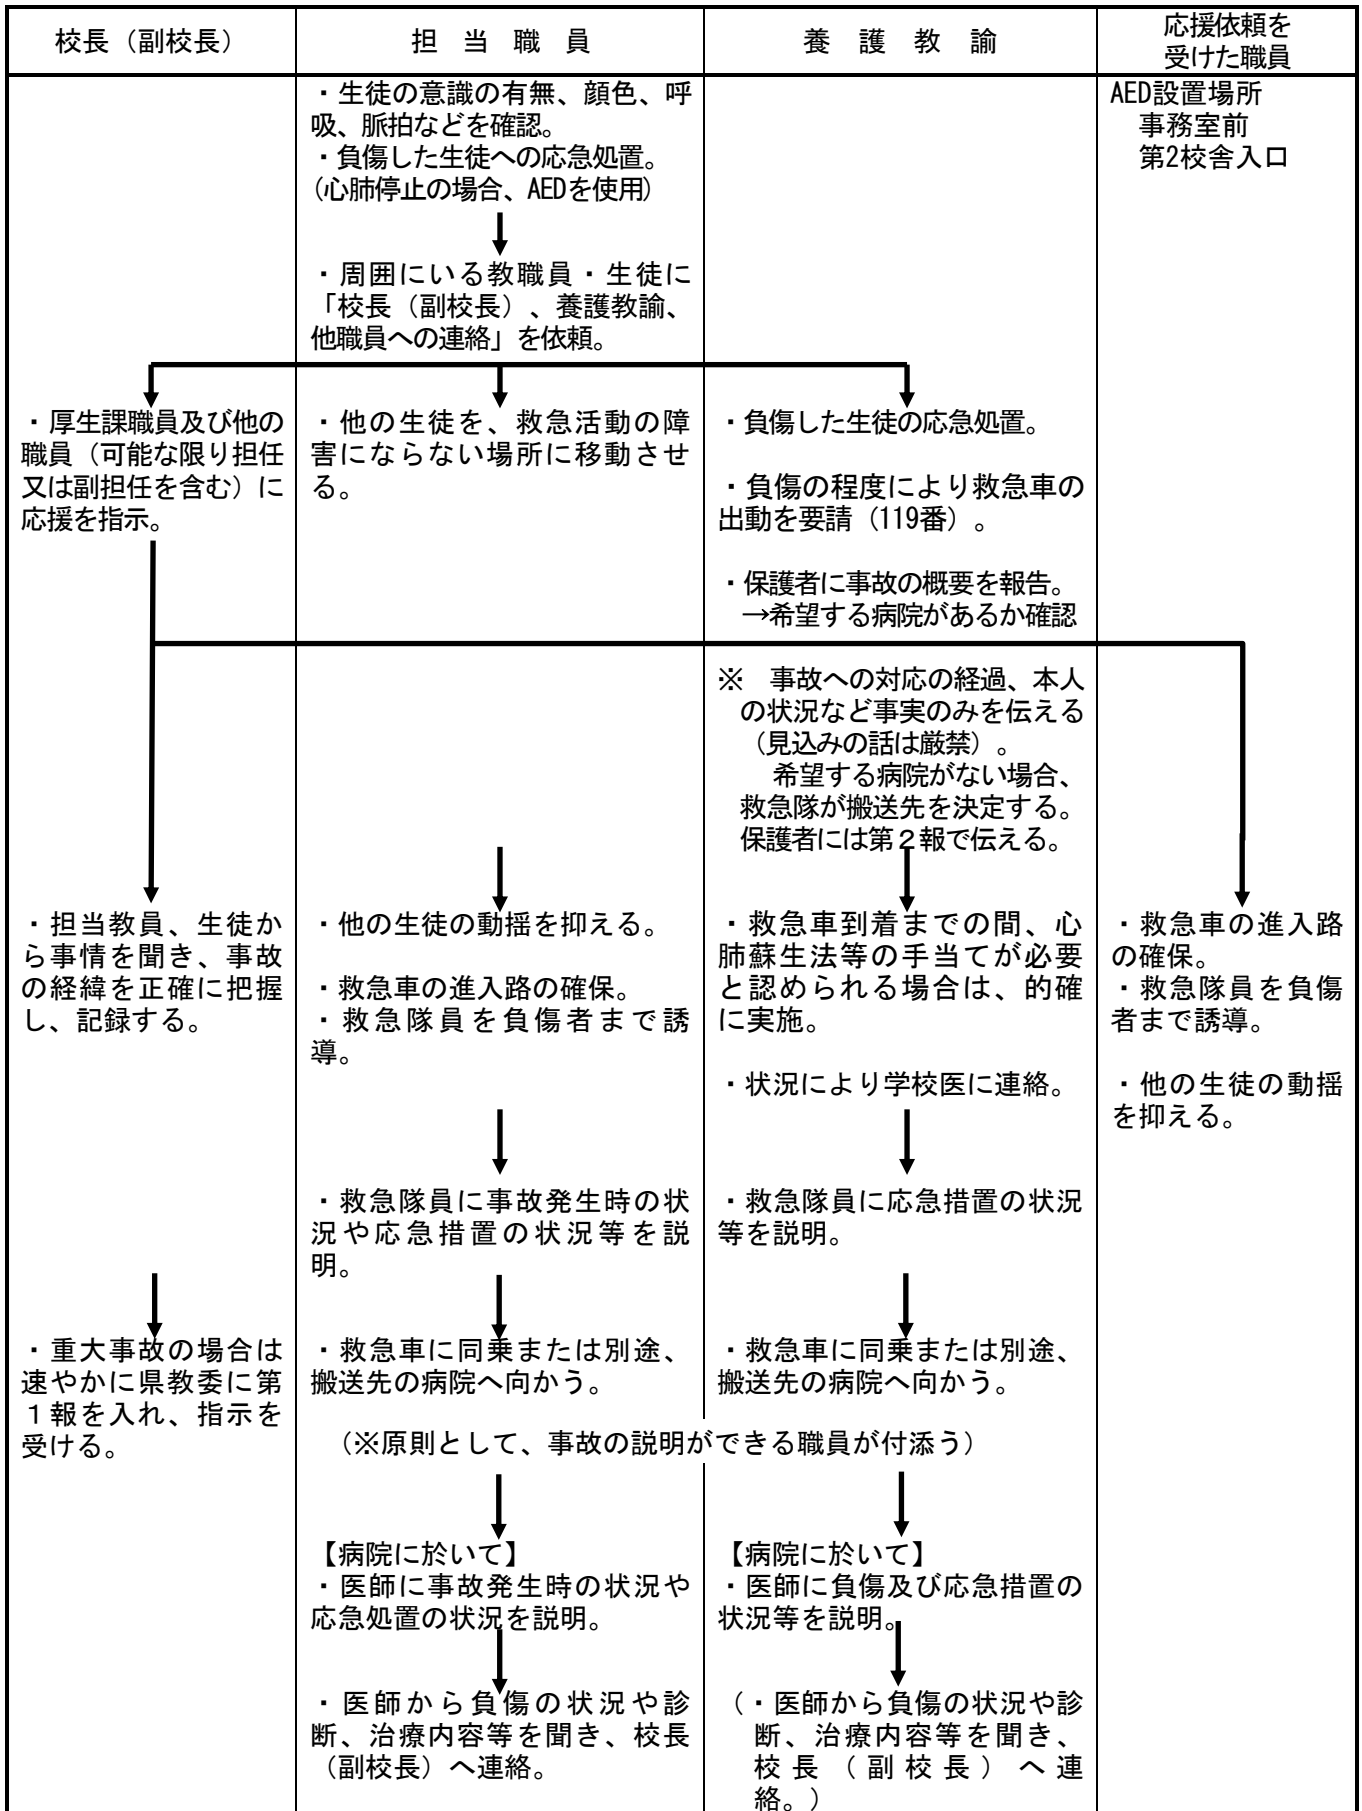 校長（副校長）
担　当　職　員
養　護　教　諭
応援依頼を
受けた職員
・生徒の意識の有無、顔色、呼
吸、脈拍などを確認。
・負傷した生徒への応急処置。
（心肺停止の場合、AEDを使用）
AED設置場所
事務室前
第2校舎入口
・周囲にいる教職員・生徒に
「校長（副校長）、養護教諭、
他職員への連絡」を依頼。
・厚生課職員及び他の
職員（可能な限り担任
又は副担任を含む）に
応援を指示。
・他の生徒を、救急活動の障
害にならない場所に移動させ
る。
・負傷した生徒の応急処置。
・負傷の程度により救急車の
出動を要請（119番）。
・保護者に事故の概要を報告。
→希望する病院があるか確認
※　事故への対応の経過、本人
の状況など事実のみを伝える
（見込みの話は厳禁）。
希望する病院がない場合、
救急隊が搬送先を決定する。
保護者には第２報で伝える。
・担当教員、生徒か
ら事情を聞き、事故
の経緯を正確に把握
し、記録する。
・他の生徒の動揺を抑える。
・救急車の進入路の確保。
・救急隊員を負傷者まで誘
導。
・救急車到着までの間、心
肺蘇生法等の手当てが必要
と認められる場合は、的確
に実施。
・状況により学校医に連絡。
・救急車の進入路
の確保。
・救急隊員を負傷
者まで誘導。
・他の生徒の動揺
を抑える。
・救急隊員に事故発生時の状
況や応急措置の状況等を説
明。
・救急隊員に応急措置の状況
等を説明。
・重大事故の場合は
速やかに県教委に第
１報を入れ、指示を
受ける。
・救急車に同乗または別途、
搬送先の病院へ向かう。
・救急車に同乗または別途、
搬送先の病院へ向かう。
（※原則として、事故の説明ができる職員が付添う）
【病院に於いて】
・医師に事故発生時の状況や
応急処置の状況を説明。
【病院に於いて】
・医師に負傷及び応急措置の
状況等を説明。
・医師から負傷の状況や診
断、治療内容等を聞き、校長
（副校長）へ連絡。
（・医師から負傷の状況や診
断、治療内容等を聞き、
校長（副校長）へ連
絡。）